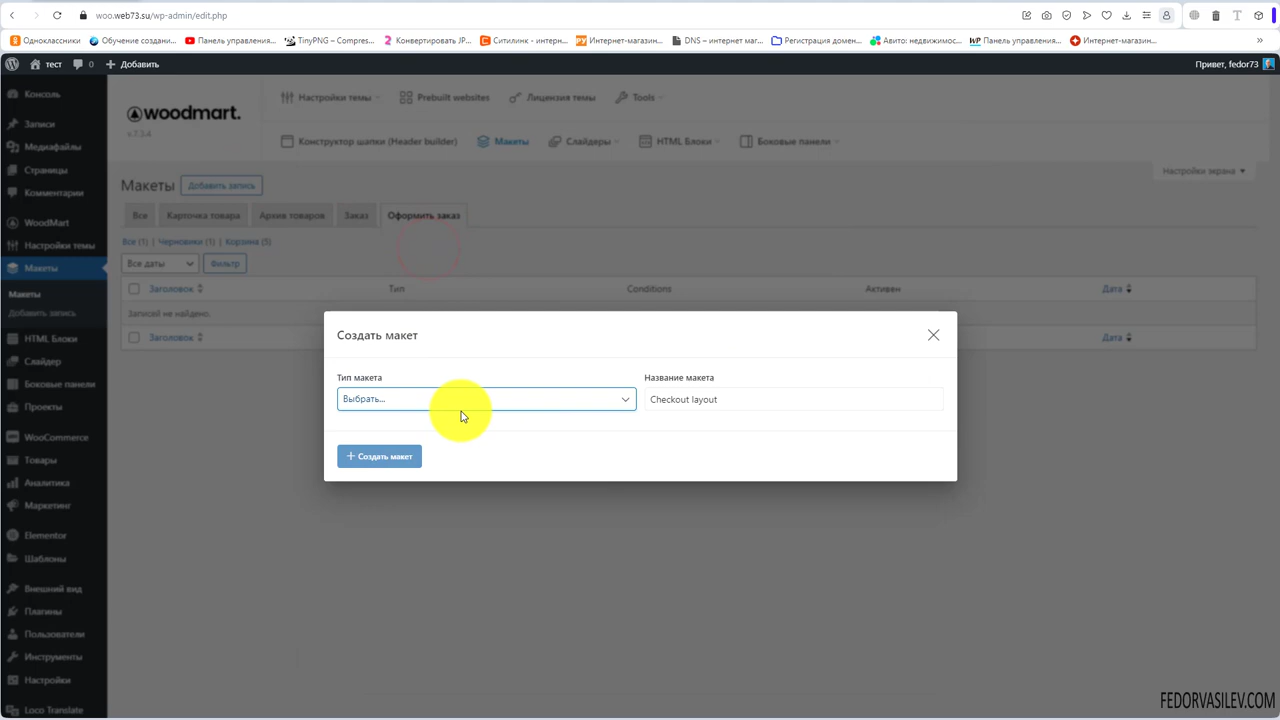 woo.web73.su/wp-admin/edit.php
Одноклассники
Обучение создани...
Панель управления...
TinyPNG – Compres...
Конвертировать JP...
Ситилинк - интерн...
Интернет-магазин...
DNS – интернет маг...
Регистрация домен...
Авито: недвижимос...
Панель управления...
Интернет-магазин...
»
тест
0
Добавить
Привет, fedor73
Консоль
Записи
Медиафайлы
Страницы
Комментарии
WooDMart
Настройки темы
Макеты
Макеты
Добавить запись
HTML Блоки
Слайдер
Боковые панели
Проекты
WooCommerce
Товары
Аналитика
Маркетинг
Elementor
Шаблоны
Внешний вид
Плагины
Пользователи
Инструменты
Настройки
Loco Translate
woodmart.
v.7.3.4
Настройки темы
Prebuilt websites
Лицензия темы
Tools
Конструктор шапки (Header builder)
Макеты
Слайдеры
HTML Блоки
Боковые панели
Настройки экрана
Макеты
Добавить запись
Все
Карточка товара
Архив товаров
Заказ
Оформить заказ
Все (1) | Черновики (1) | Корзина (5)
Все даты
Фильтр
Заголовок
Тип
Conditions
Активен
Дата
Записей не найдено.
Заголовок
Дата
Создать макет
Тип макета
Название макета
Выбрать...
Checkout layout
Создать макет
FEDORVASILEV.COM